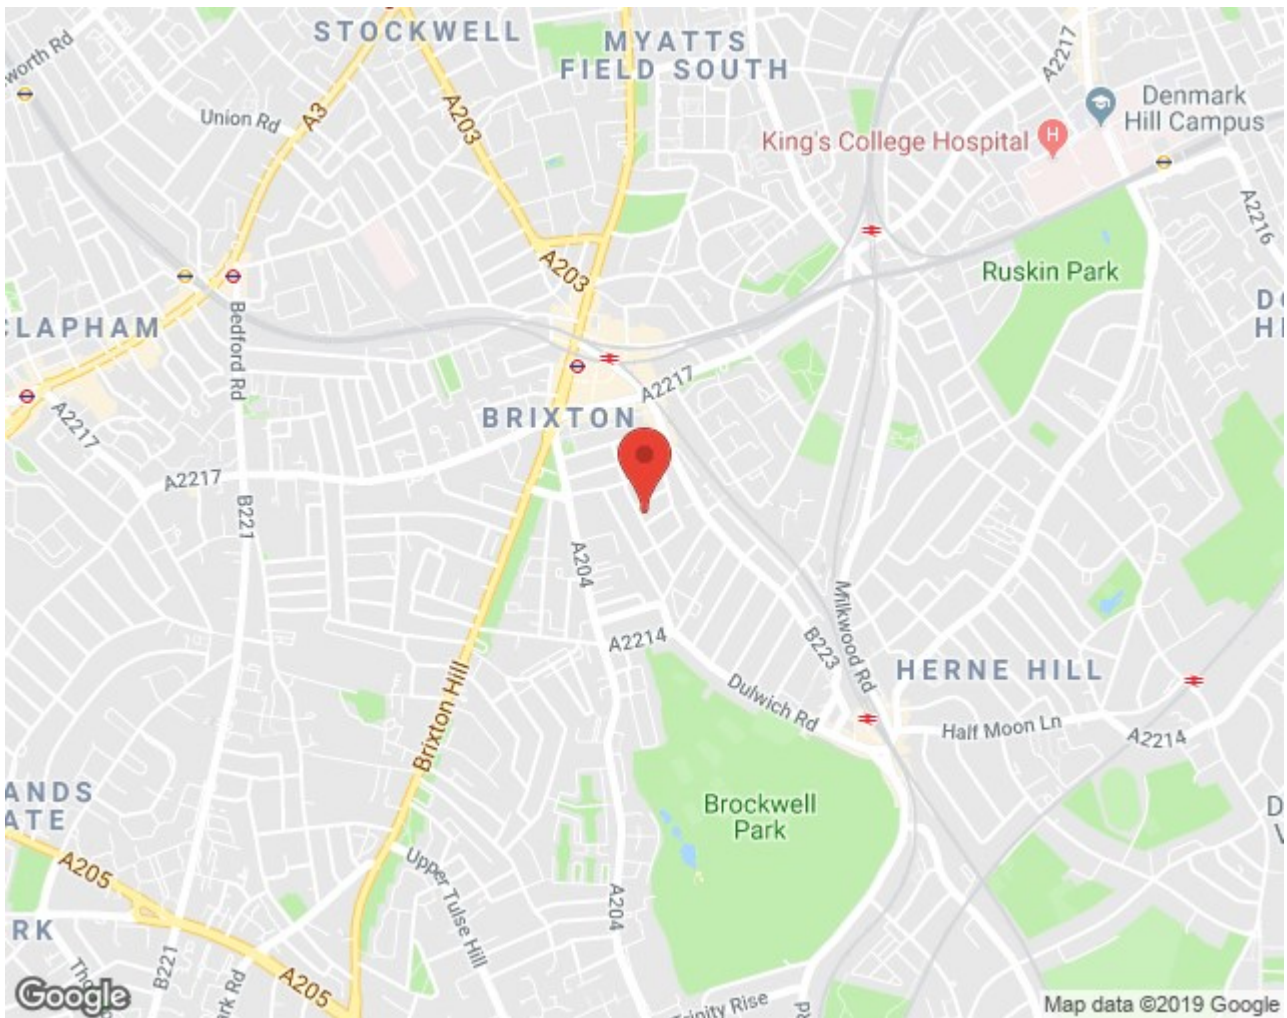 STOCKWELL
MYATTS
FIELD SOUTH
A2217
worth Rd
Union Rd
A3
A203
Denmark
Hill Campus
King's College Hospital
H
A2216
A203
Ruskin Park
CLAPHAM
Bedford Rd
A2217
BRIXTON
A2217
A2217
B221
A204
Milkwood Rd
A2214
B223
HERNE HILL
Dulwich Rd
Brixton Hill
Half Moon Ln
A2214
ANDS
ATE
Brockwell
Park
A205
Upper Tulse Hill
A204
RK
B221
ark Rd
A205
Trinity Rise
Google
Map data ©2019 Google